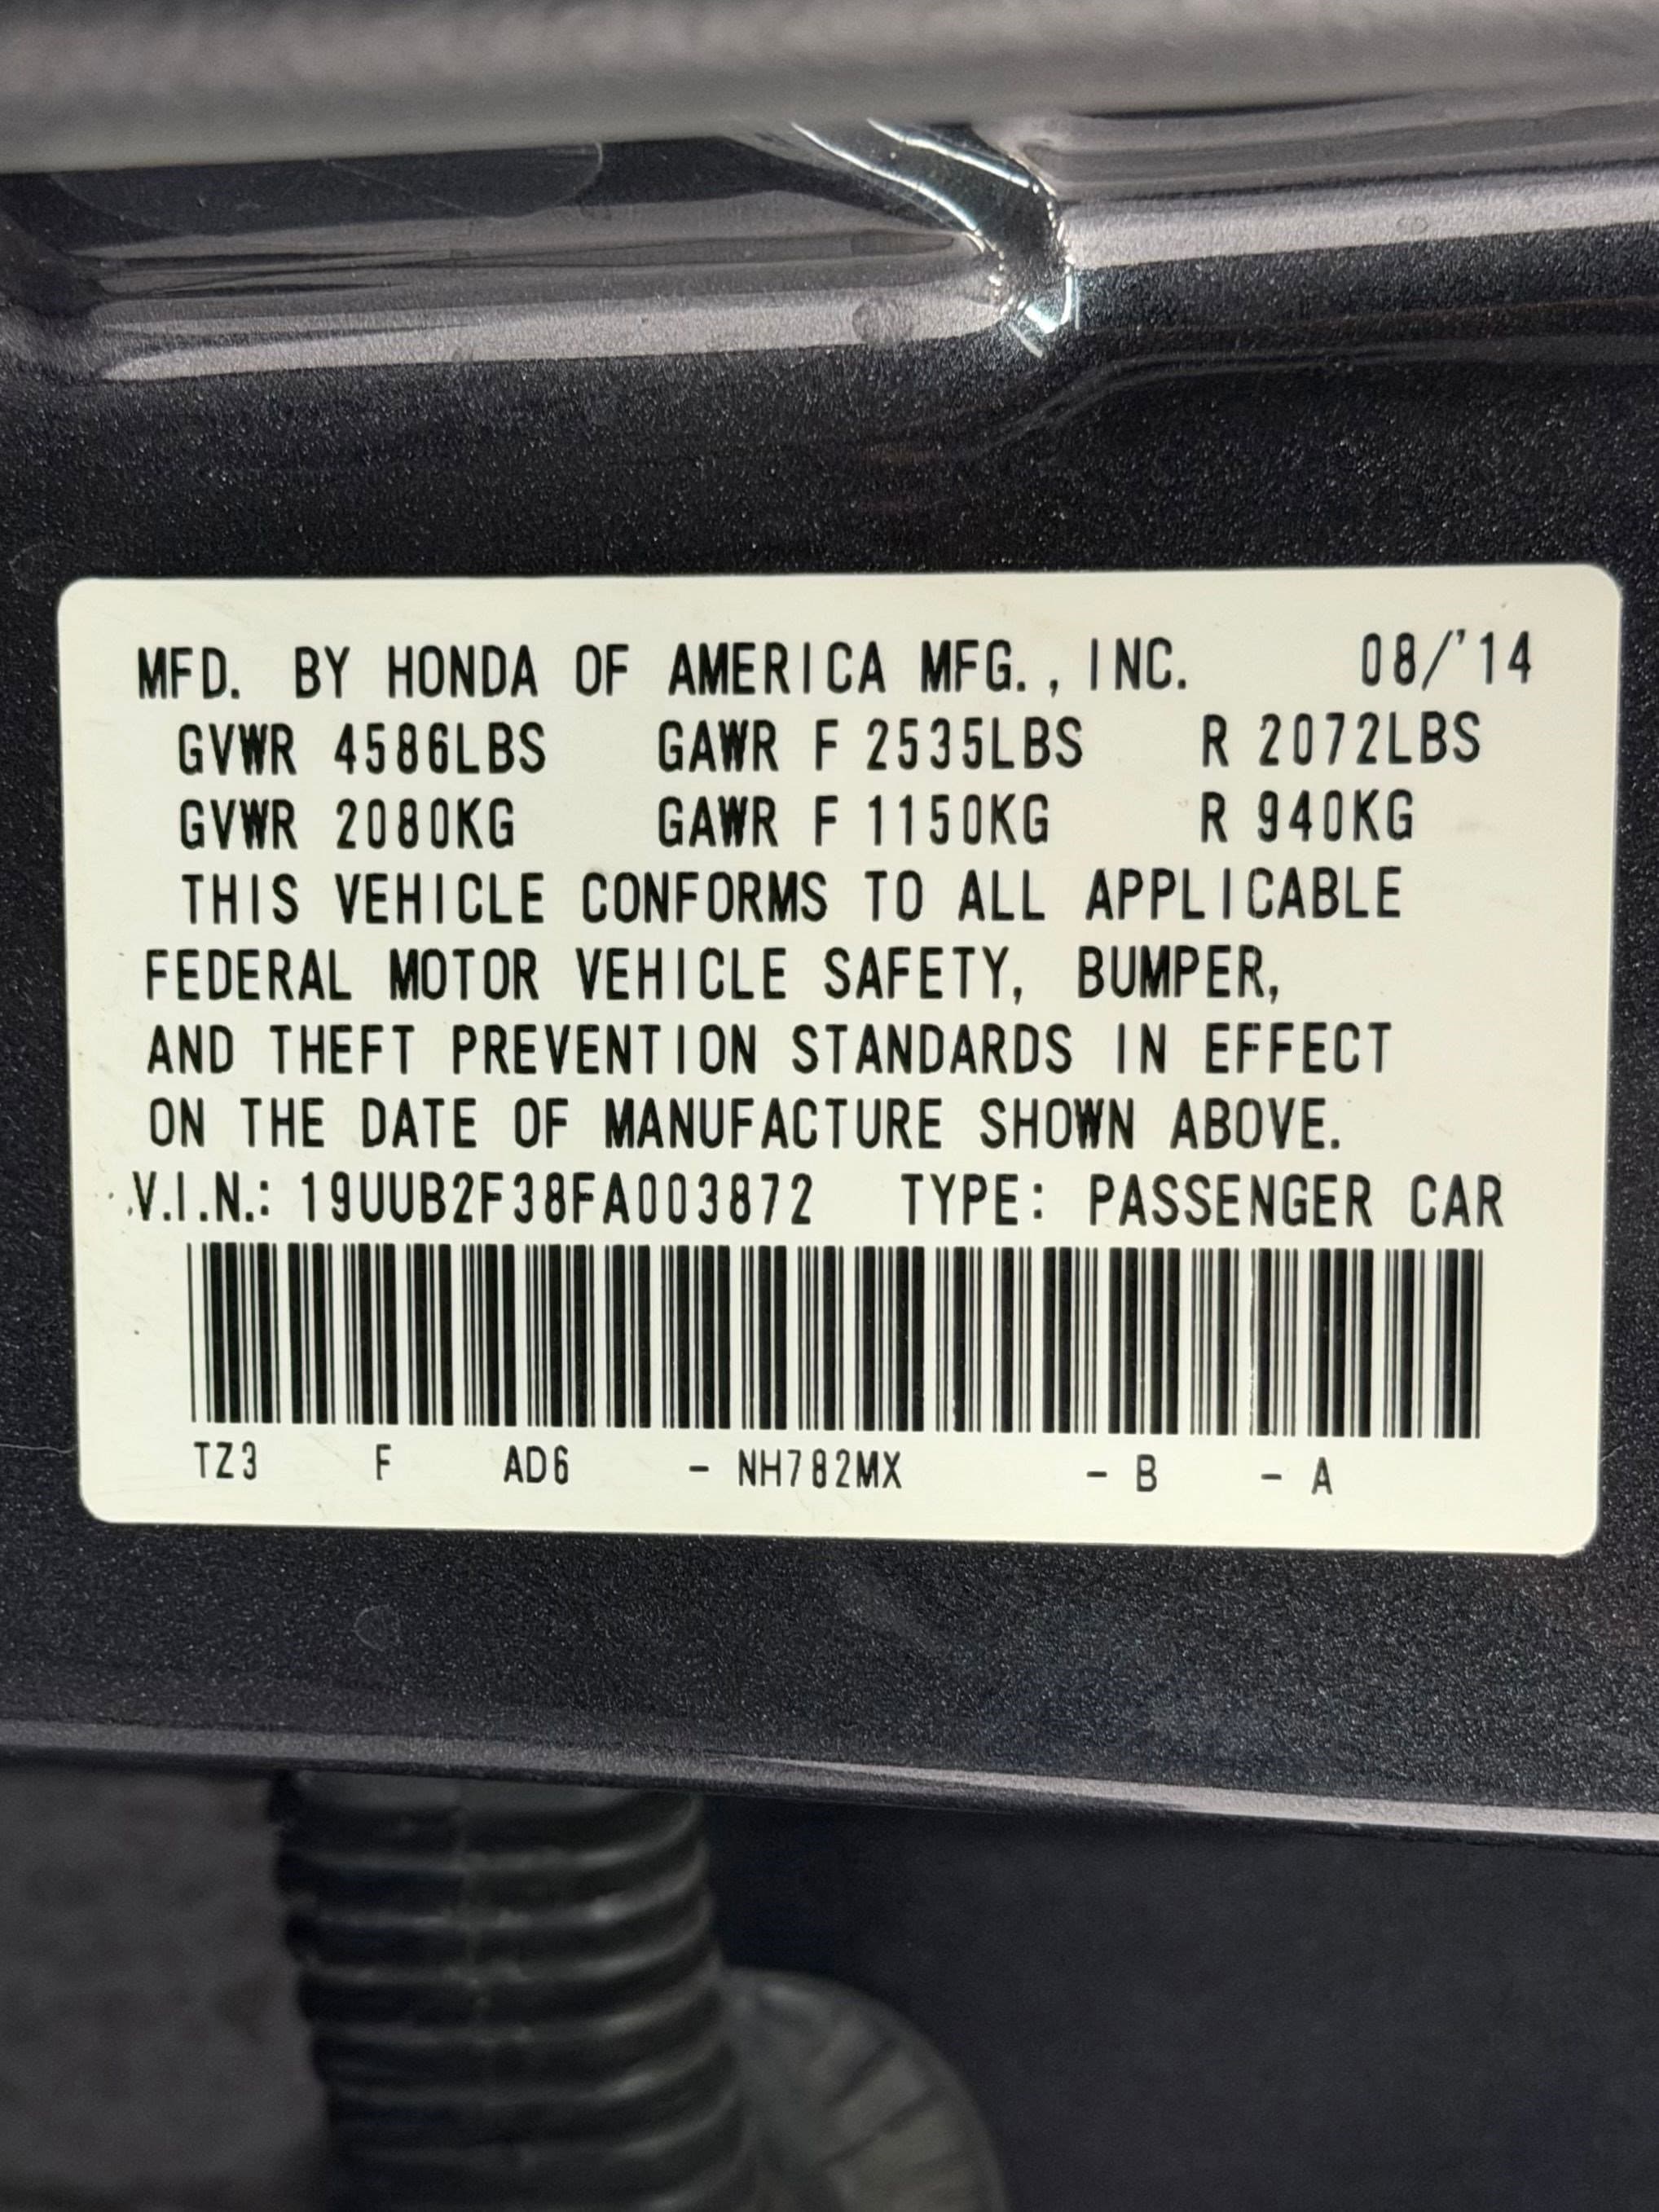 MFD. BY HONDA OF AMERICA MFG., INC. 08/'14
GVWR 4586LBS GAWR F 2535LBS R 2072LBS
GVWR 2080KG GAWR F 1150KG R 940KG
THIS VEHICLE CONFORMS TO ALL APPLICABLE
FEDERAL MOTOR VEHICLE SAFETY, BUMPER,
AND THEFT PREVENTION STANDARDS IN EFFECT
ON THE DATE OF MANUFACTURE SHOWN ABOVE.
V.I.N.: 19UUB2F38FA003872 TYPE: PASSENGER CAR
TZ3 F AD6 - NH782MX - B - A